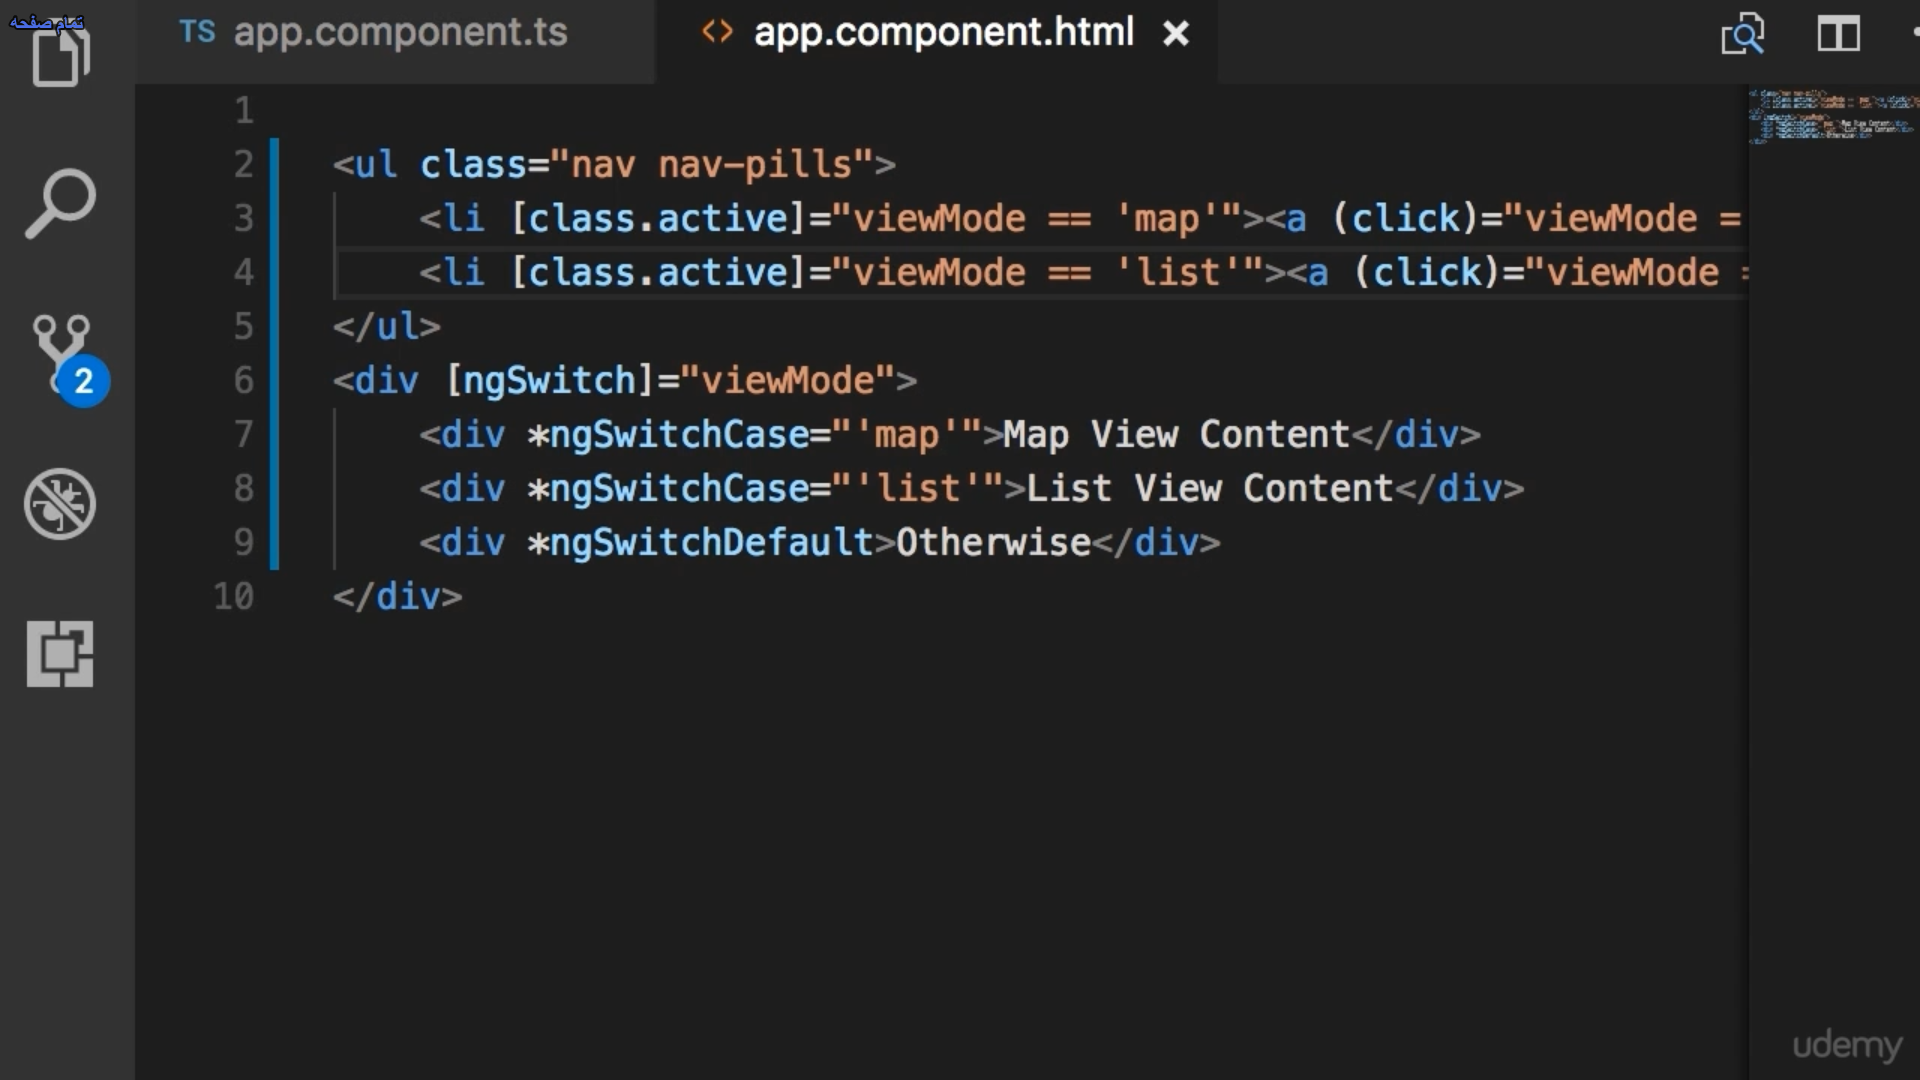 تمام صفحه
TS app.component.ts
<> app.component.html ×
1
2 <ul class="nav nav-pills">
3 <li [class.active]="viewMode == 'map'"><a (click)="viewMode =
4 <li [class.active]="viewMode == 'list'"><a (click)="viewMode =
5 </ul>
6 <div [ngSwitch]="viewMode">
7 <div *ngSwitchCase="'map'">Map View Content</div>
8 <div *ngSwitchCase="'list'">List View Content</div>
9 <div *ngSwitchDefault>Otherwise</div>
10 </div>
2
udemy